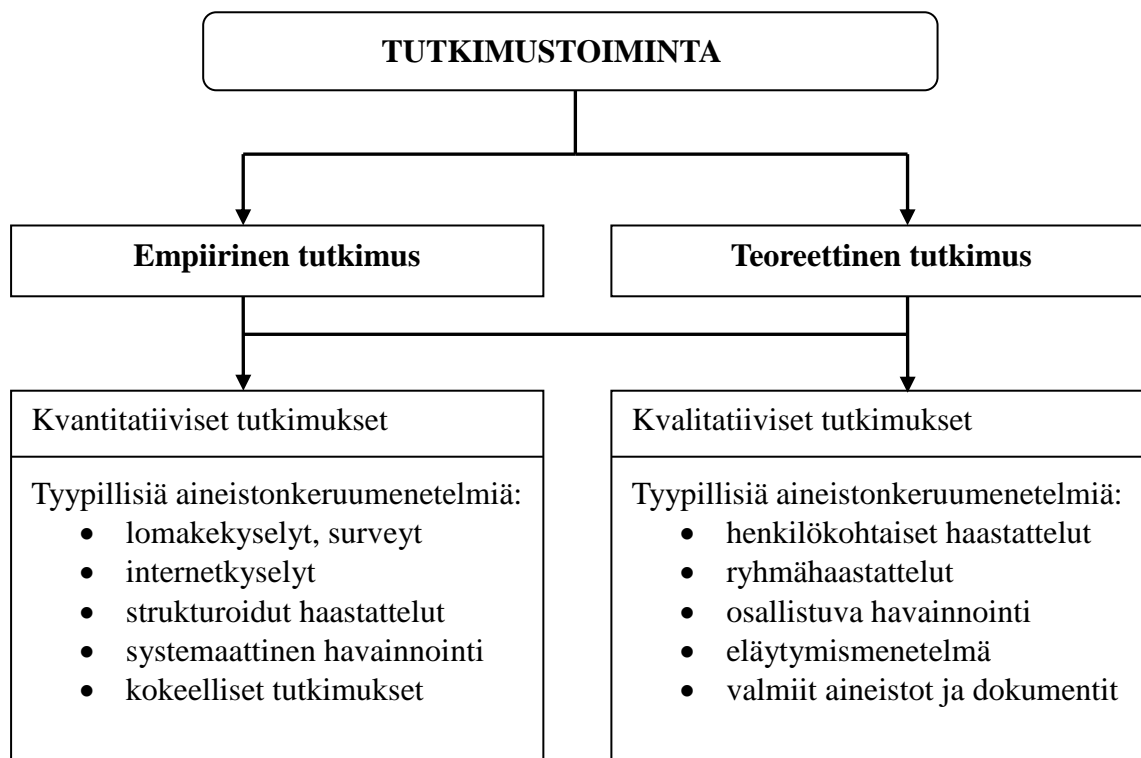 TUTKIMUSTOIMINTA
Empiirinen tutkimus
Teoreettinen tutkimus
Kvantitatiiviset tutkimukset
Tyypillisiä aineistonkeruumenetelmiä:
• lomakekyselyt, surveyt
• internetkyselyt
• strukturoidut haastattelut
• systemaattinen havainnointi
• kokeelliset tutkimukset
Kvalitatiiviset tutkimukset
Tyypillisiä aineistonkeruumenetelmiä:
• henkilökohtaiset haastattelut
• ryhmähaastattelut
• osallistuva havainnointi
• eläytymismenetelmä
• valmiit aineistot ja dokumentit